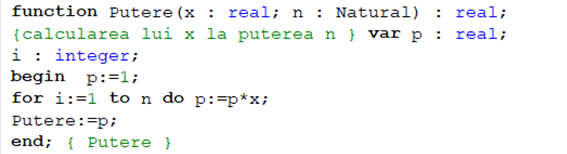 function Putere(x : real; n : Natural) : real;
{calcularea lui x la puterea n } var p : real;
i : integer;
begin  p:=1;
for i:=1 to n do p:=p*x;
Putere:=p;
end; { Putere }